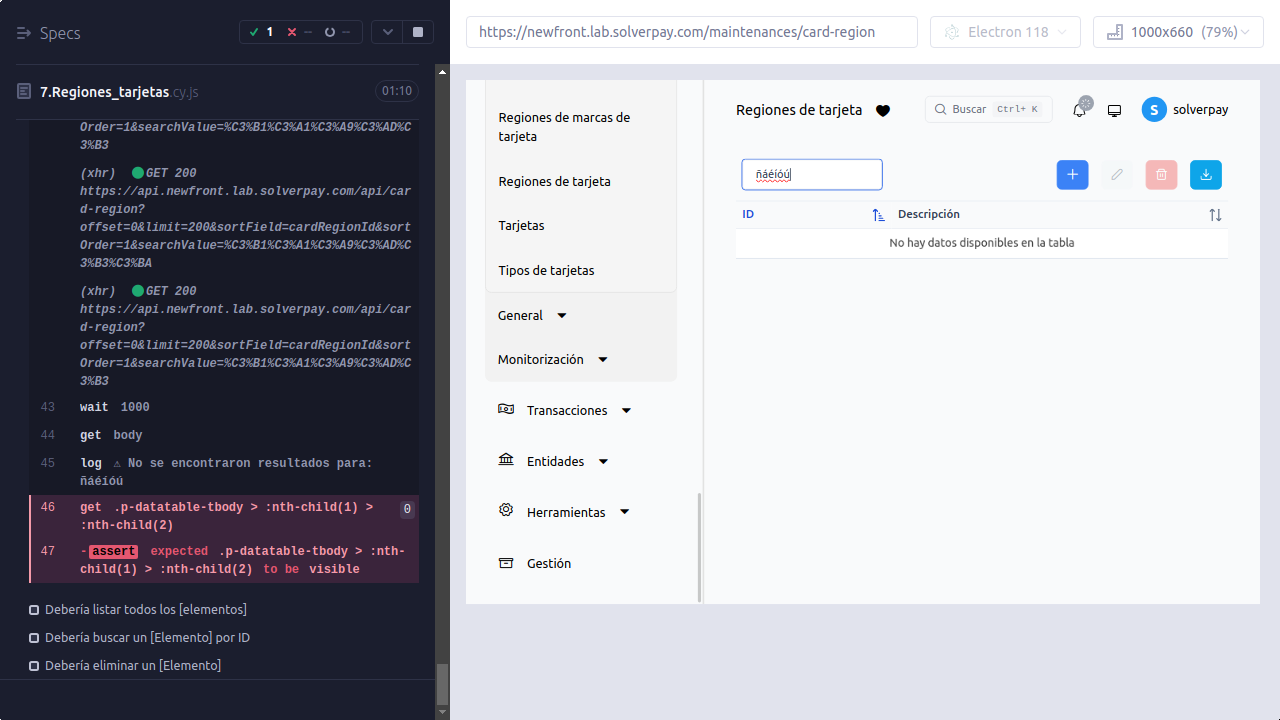 Specs
1
--
--
7.Regiones_tarjetas.cy.js
01:10
Order=1&searchValue=%C3%B1%C3%A1%C3%A9%C3%AD%C
3%B3
(xhr) GET 200
https://api.newfront.lab.solverpay.com/api/car
d-region?
offset=0&limit=200&sortField=cardRegionId&sort
Order=1&searchValue=%C3%B1%C3%A1%C3%A9%C3%AD%C
3%B3%C3%BA
(xhr) GET 200
https://api.newfront.lab.solverpay.com/api/car
d-region?
offset=0&limit=200&sortField=cardRegionId&sort
Order=1&searchValue=%C3%B1%C3%A1%C3%A9%C3%AD%C
3%B3
43 wait 1000
44 get body
45 log ⚠ No se encontraron resultados para:
ñáéíóú
46 get .p-datatable-tbody > :nth-child(1) > 0
:nth-child(2)
47 -assert expected .p-datatable-tbody > :nth-
child(1) > :nth-child(2) to be visible
Debería listar todos los [elementos]
Debería buscar un [Elemento] por ID
Debería eliminar un [Elemento]
https://newfront.lab.solverpay.com/maintenances/card-region
Electron 118
1000x660 (79%)
Regiones de marcas de
tarjeta
Regiones de tarjeta
Tarjetas
Tipos de tarjetas
General
Monitorización
Transacciones
Entidades
Herramientas
Gestión
Regiones de tarjeta
Buscar Ctrl+ K
S solverpay
ñáéíóú
ID Descripción
No hay datos disponibles en la tabla